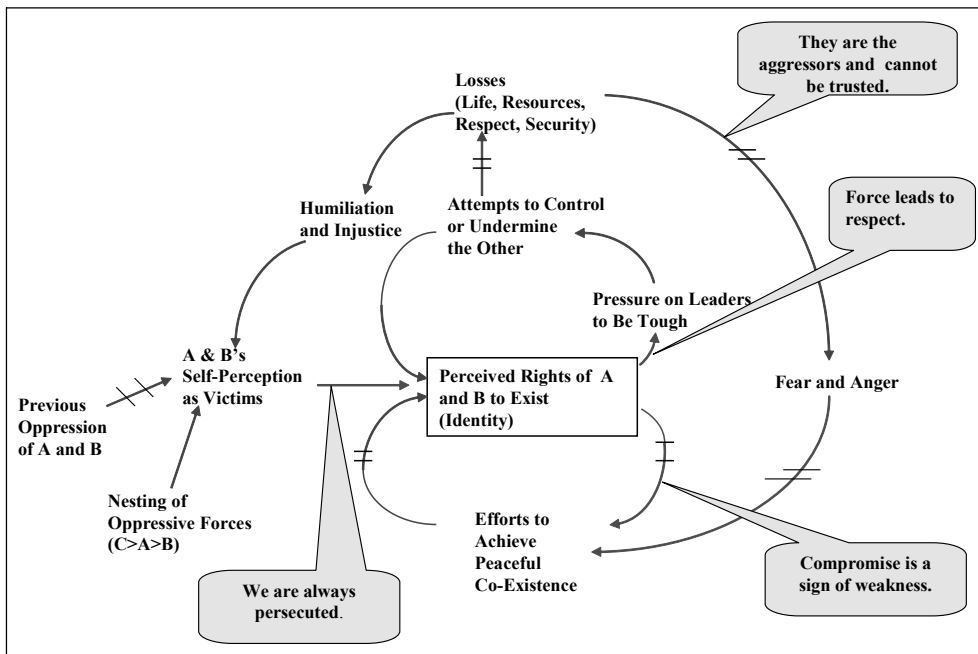 They are the
aggressors and cannot
be trusted.
Losses
(Life, Resources,
Respect, Security)
Force leads to
respect.
Humiliation
and Injustice
Attempts to Control
or Undermine
the Other
Pressure on Leaders
to Be Tough
A & B’s
Self-Perception
as Victims
Perceived Rights of A
and B to Exist
(Identity)
Fear and Anger
Previous
Oppression
of A and B
Nesting of
Oppressive Forces
(C>A>B)
Efforts to
Achieve
Peaceful
Co-Existence
We are always
persecuted.
Compromise is a
sign of weakness.